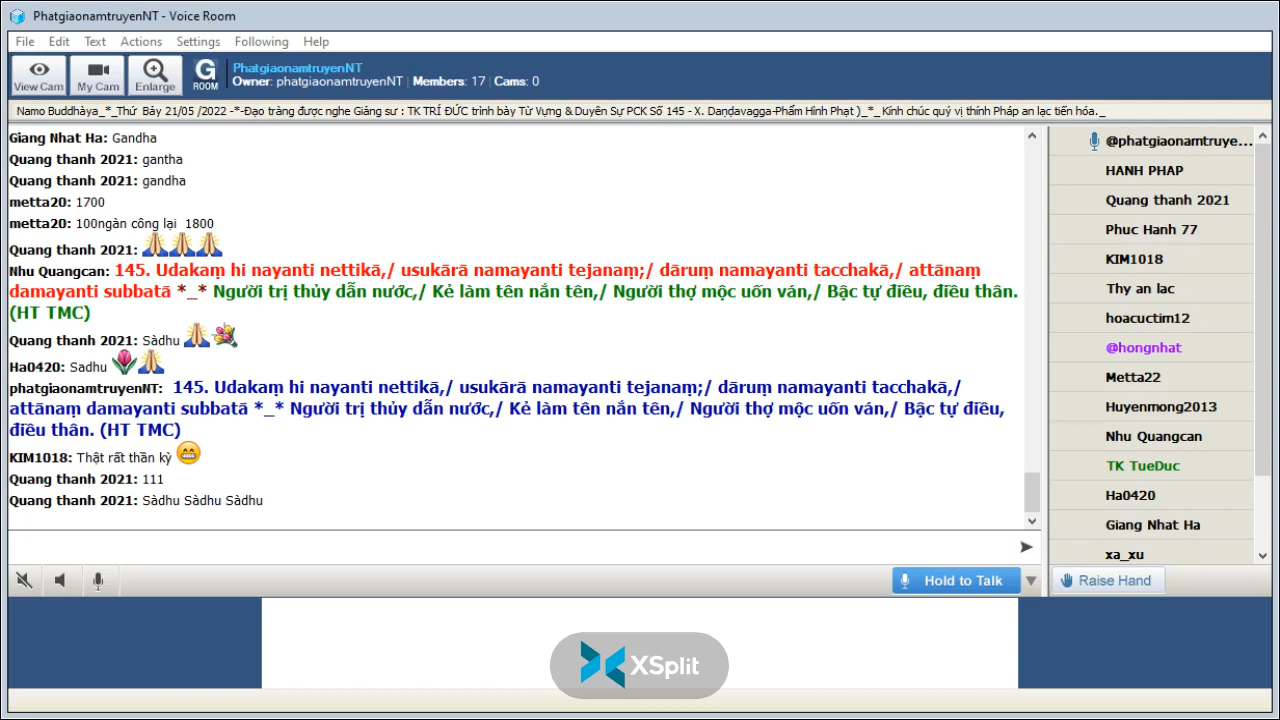 PhatgiaonamtruyenNT - Voice Room
File Edit Text Actions Settings Following Help
View Cam My Cam Enlarge G ROOM
PhatgiaonamtruyenNT
Owner: phatgiaonamtruyenNT | Members: 17 | Cams: 0
Namo Buddhàya_*_Thứ Bảy 21/05 /2022 -*-Đạo tràng được nghe Giảng sư : TK TRÍ ĐỨC trình bày Từ Vựng & Duyên Sự PCK Số 145 - X. Daṇḍavagga-Phẩm Hình Phạt )_*_ Kính chúc quý vị thính Pháp an lạc tiến hóa._
Giang Nhat Ha: Gandha
Quang thanh 2021: gantha
Quang thanh 2021: gandha
metta20: 1700
metta20: 100ngàn công lại 1800
Quang thanh 2021: 🙏🙏🙏
Nhu Quangcan: 145. Udakaṃ hi nayanti nettikā,/ usukārā namayanti tejanaṃ;/ dāruṃ namayanti tacchakā,/ attānaṃ
damayanti subbatā *_* Người trị thủy dẫn nước,/ Kẻ làm tên nắn tên,/ Người thợ mộc uốn ván,/ Bậc tự điều, điều thân.
(HT TMC)
Quang thanh 2021: Sàdhu 🙏💐
Ha0420: Sadhu 🌷🙏
phatgiaonamtruyenNT: 145. Udakaṃ hi nayanti nettikā,/ usukārā namayanti tejanaṃ;/ dāruṃ namayanti tacchakā,/
attānaṃ damayanti subbatā *_* Người trị thủy dẫn nước,/ Kẻ làm tên nắn tên,/ Người thợ mộc uốn ván,/ Bậc tự điều,
điều thân. (HT TMC)
KIM1018: Thật rất thần kỳ 😁
Quang thanh 2021: 111
Quang thanh 2021: Sàdhu Sàdhu Sàdhu
@phatgiaonamtruye...
HANH PHAP
Quang thanh 2021
Phuc Hanh 77
KIM1018
Thy an lac
hoacuctim12
@hongnhat
Metta22
Huyenmong2013
Nhu Quangcan
TK TueDuc
Ha0420
Giang Nhat Ha
xa_xu
Hold to Talk
Raise Hand
XSplit